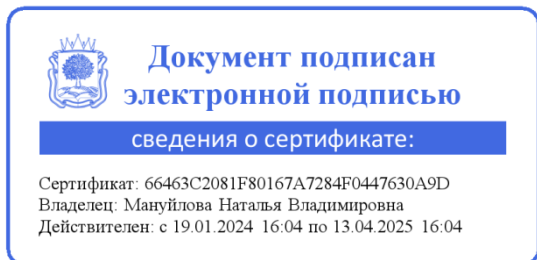 Документ подписан
электронной подписью
сведения о сертификате:
Сертификат: 66463C2081F80167A7284F0447630A9D
Владелец: Мануйлова Наталья Владимировна
Действителен: с 19.01.2024 16:04 по 13.04.2025 16:04